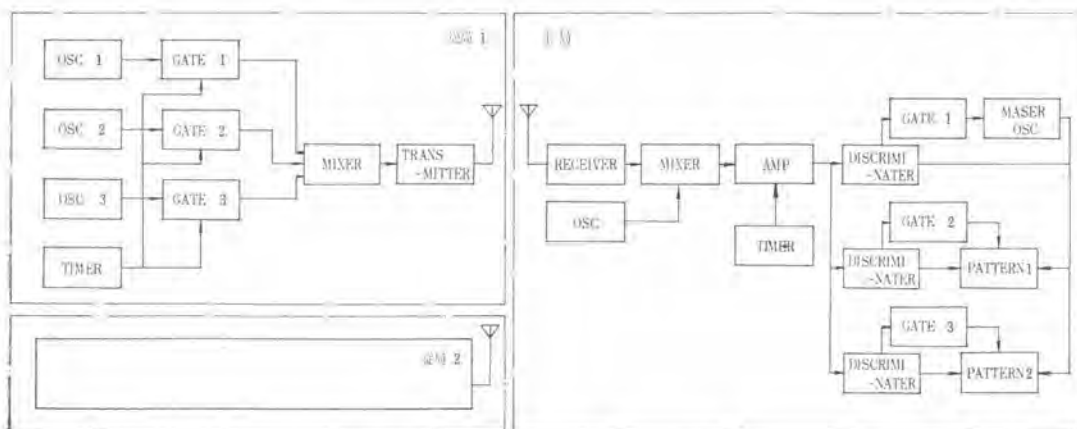 OSC 1
GATE 1
OSC 2
GATE 2
OSC 3
GATE 3
TIMER
MIXER
TRANS
-MITTER
2
RECEIVER
MIXER
AMP
OSC
TIMER
DISCRIMI
-NATER
GATE 1
MASER
OSC
GATE 2
DISCRIMI
-NATER
PATTERN1
GATE 3
DISCRIMI
-NATER
PATTERN2